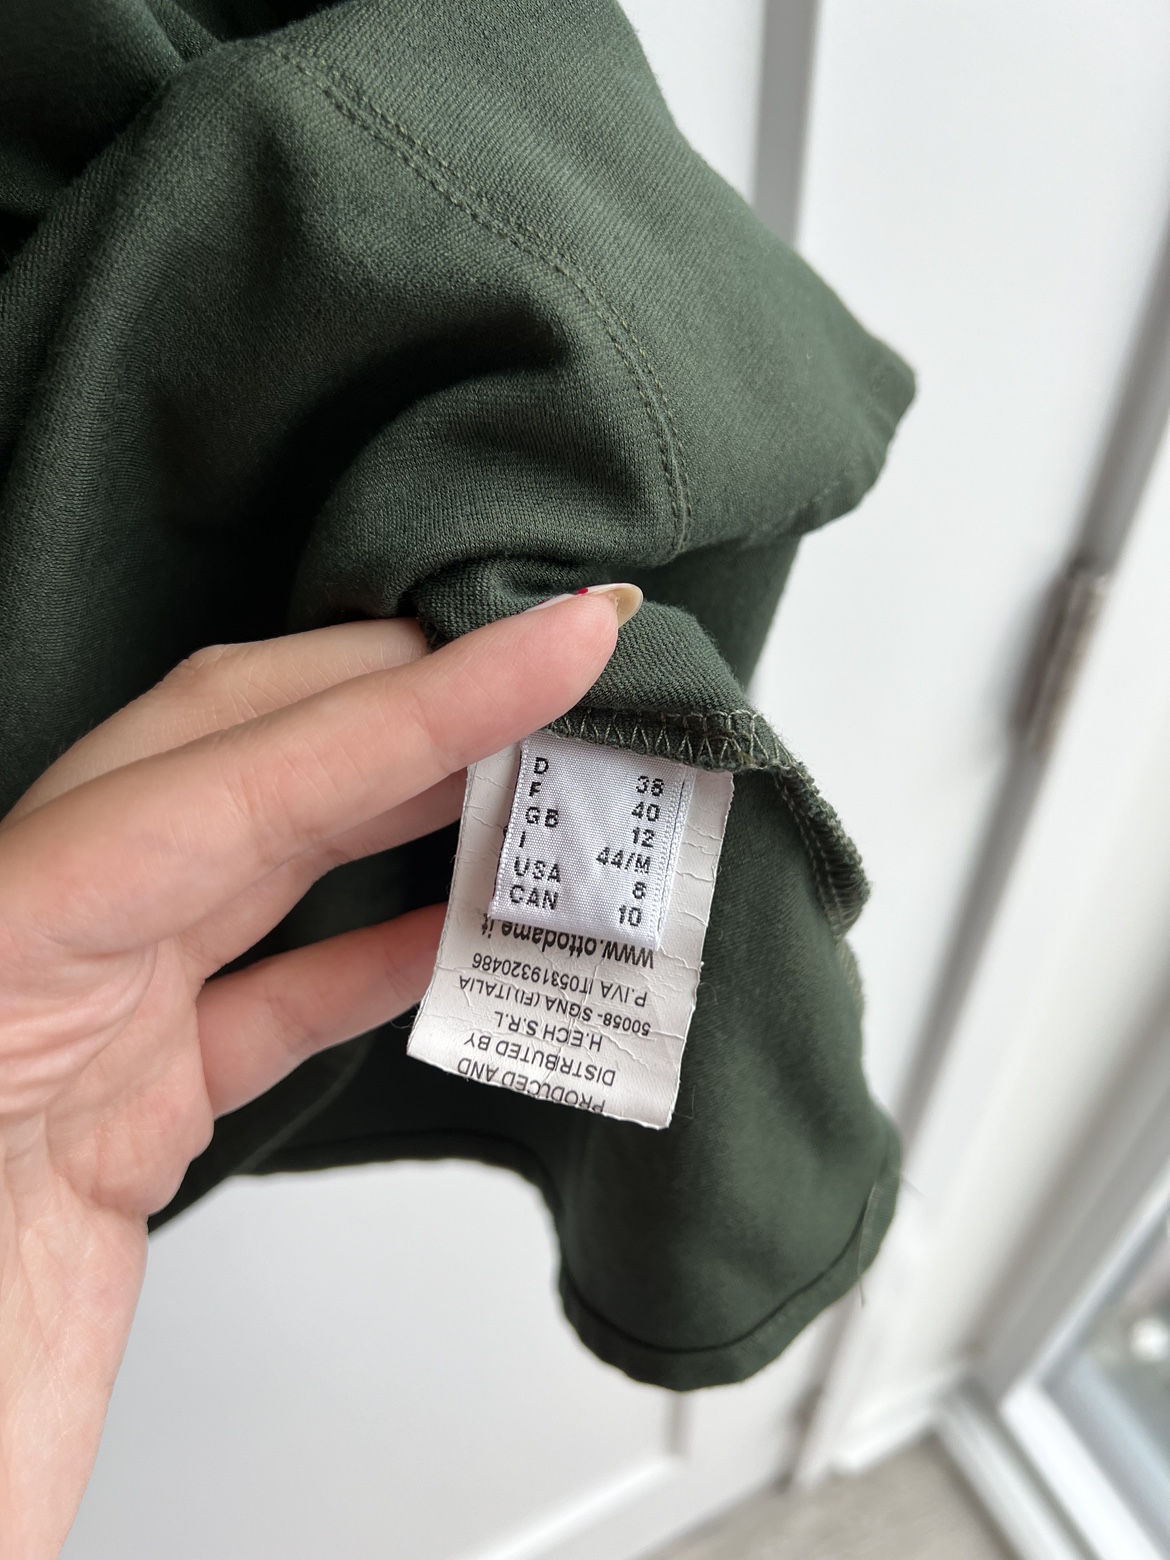 D 38
F 40
GB 12
I 44/M
USA 8
CAN 10
PRODUCED AND
DISTRIBUTED BY
H.ECH S.R.L
50058- SIGNA (FI) ITALIA
P.IVA IT05319320486
www.ottodame.it